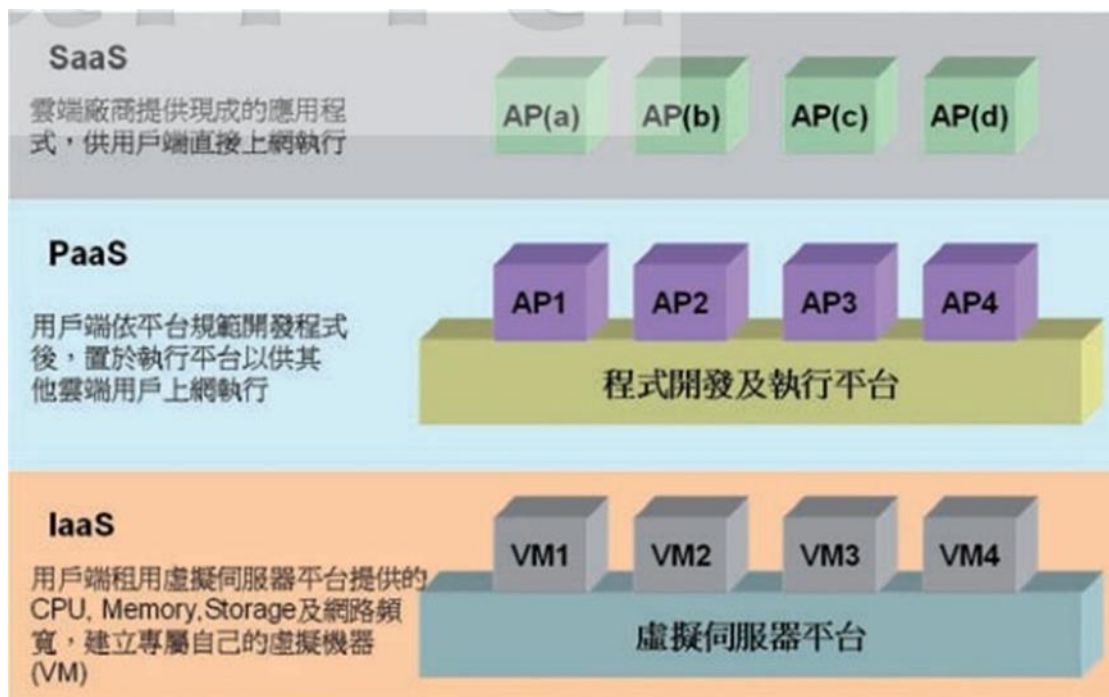 SaaS
雲端廠商提供現成的應用程
式，供用戶端直接上網執行
AP(a) AP(b) AP(c) AP(d)
PaaS
用戶端依平台規範開發程式
後，置於執行平台以供其
他雲端用戶上網執行
AP1 AP2 AP3 AP4
程式開發及執行平台
IaaS
用戶端租用虛擬伺服器平台提供的
CPU, Memory,Storage及網路頻
寬，建立專屬自己的虛擬機器
(VM)
VM1 VM2 VM3 VM4
虛擬伺服器平台